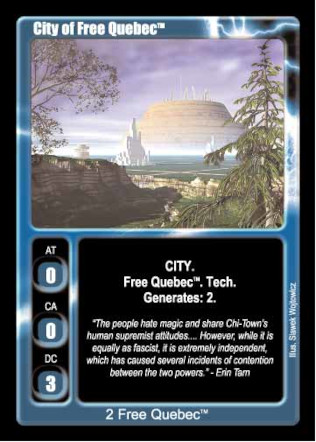 City of Free Quebec™
AT
0
CA
0
DC
3
CITY.
Free Quebec™. Tech.
Generates: 2.
"The people hate magic and share Chi-Town's
human supremist attitudes.... However, while it is
equally as fascist, it is extremely independent,
which has caused several incidents of contention
between the two powers." - Erin Tarn
Illus. Slawek Wojtowicz
2 Free Quebec™